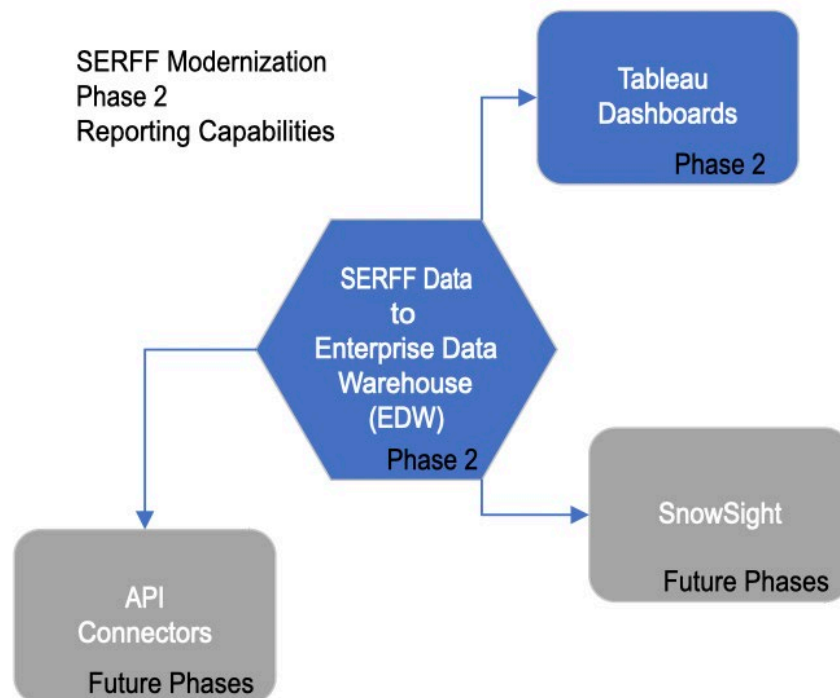 SERFF Modernization
Phase 2
Reporting Capabilities
Tableau
Dashboards
Phase 2
SERFF Data
to
Enterprise Data
Warehouse
(EDW)
Phase 2
SnowSight
Future Phases
API
Connectors
Future Phases